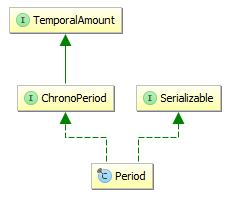 I TemporalAmount
I ChronoPeriod
I Serializable
C Period